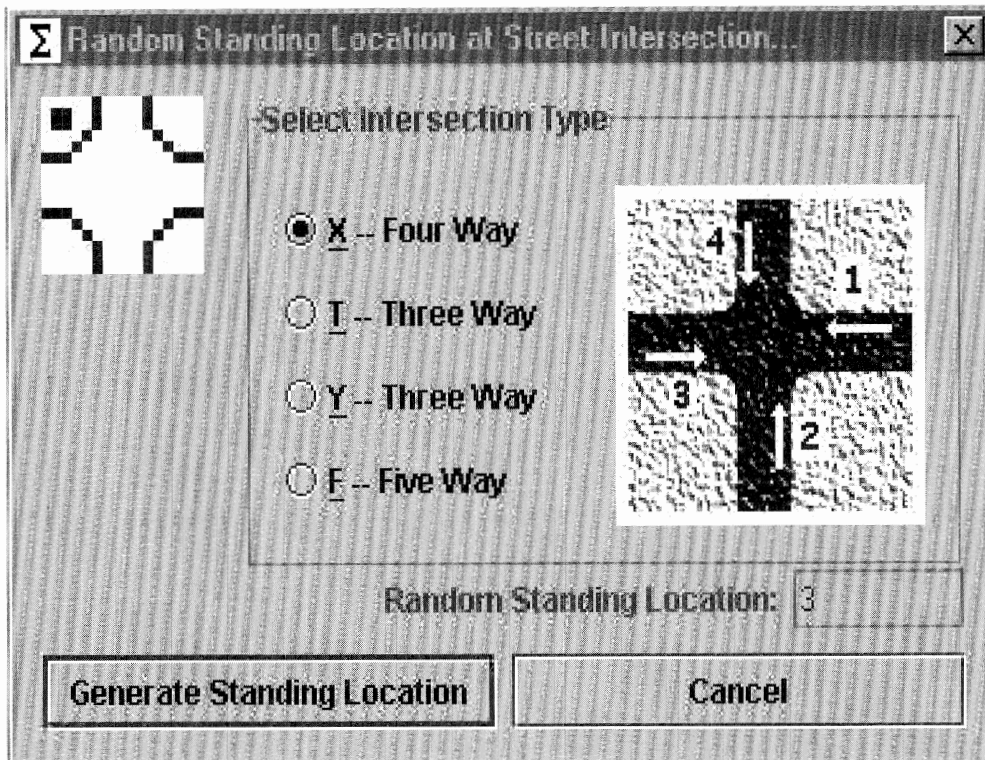 Σ Random Standing Location at Street Intersection...
Select Intersection Type
X -- Four Way
T -- Three Way
Y -- Three Way
F -- Five Way
4
1
3
2
Random Standing Location: 3
Generate Standing Location
Cancel